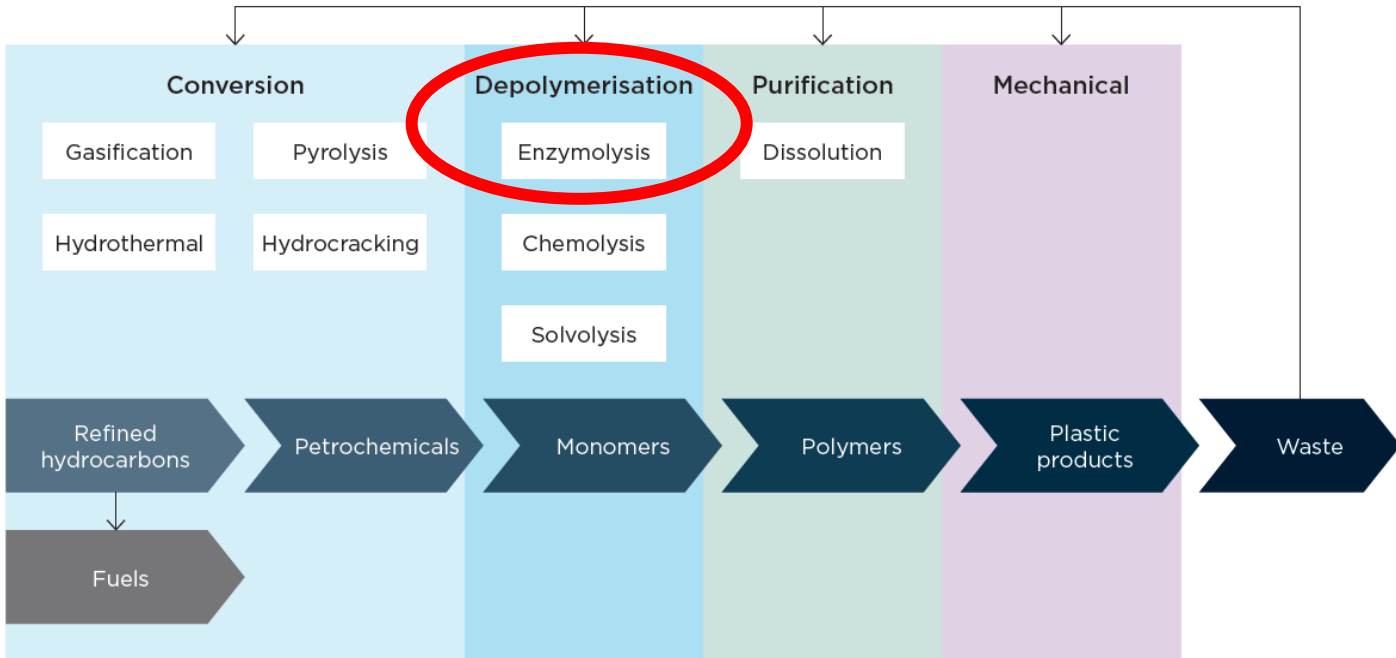 Conversion
Depolymerisation
Purification
Mechanical
Gasification
Pyrolysis
Enzymolysis
Dissolution
Hydrothermal
Hydrocracking
Chemolysis
Solvolysis
Refined
hydrocarbons
Petrochemicals
Monomers
Polymers
Plastic
products
Waste
Fuels